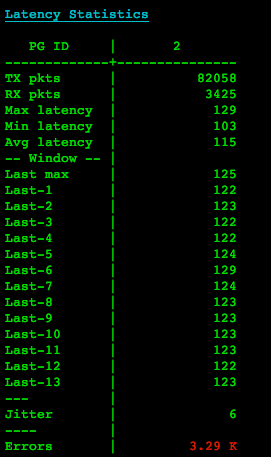 Latency Statistics
PG ID | 2
-------------+---------------
TX pkts | 82058
RX pkts | 3425
Max latency | 129
Min latency | 103
Avg latency | 115
-- Window -- |
Last max | 125
Last-1 | 122
Last-2 | 123
Last-3 | 122
Last-4 | 122
Last-5 | 124
Last-6 | 129
Last-7 | 124
Last-8 | 123
Last-9 | 123
Last-10 | 123
Last-11 | 123
Last-12 | 122
Last-13 | 123
--- |
Jitter | 6
---- |
Errors | 3.29 K